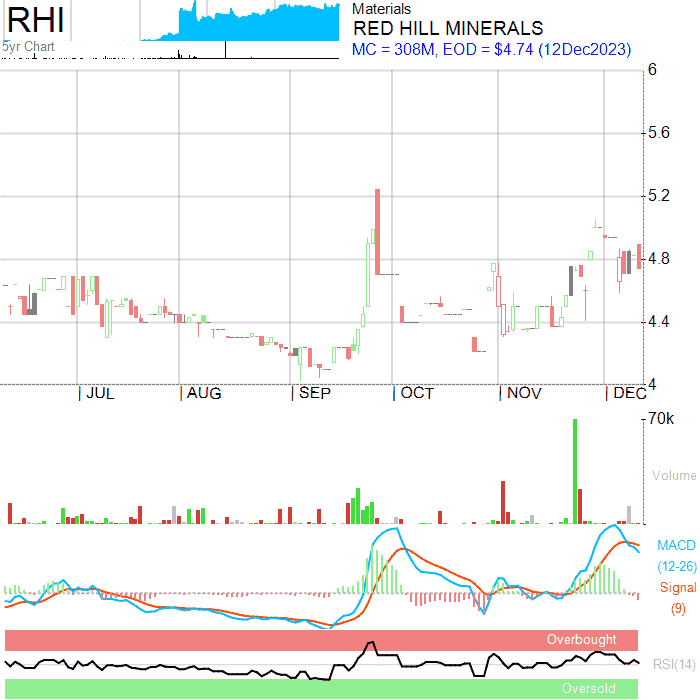 RHI
5yr Chart
Materials
RED HILL MINERALS
MC = 308M, EOD = $4.74 (12Dec2023)
6
5.6
5.2
4.8
4.4
4
| JUL | AUG | SEP | OCT | NOV | DEC
70k
Volume
MACD
(12-26)
Signal
(9)
Overbought
RSI(14)
Oversold